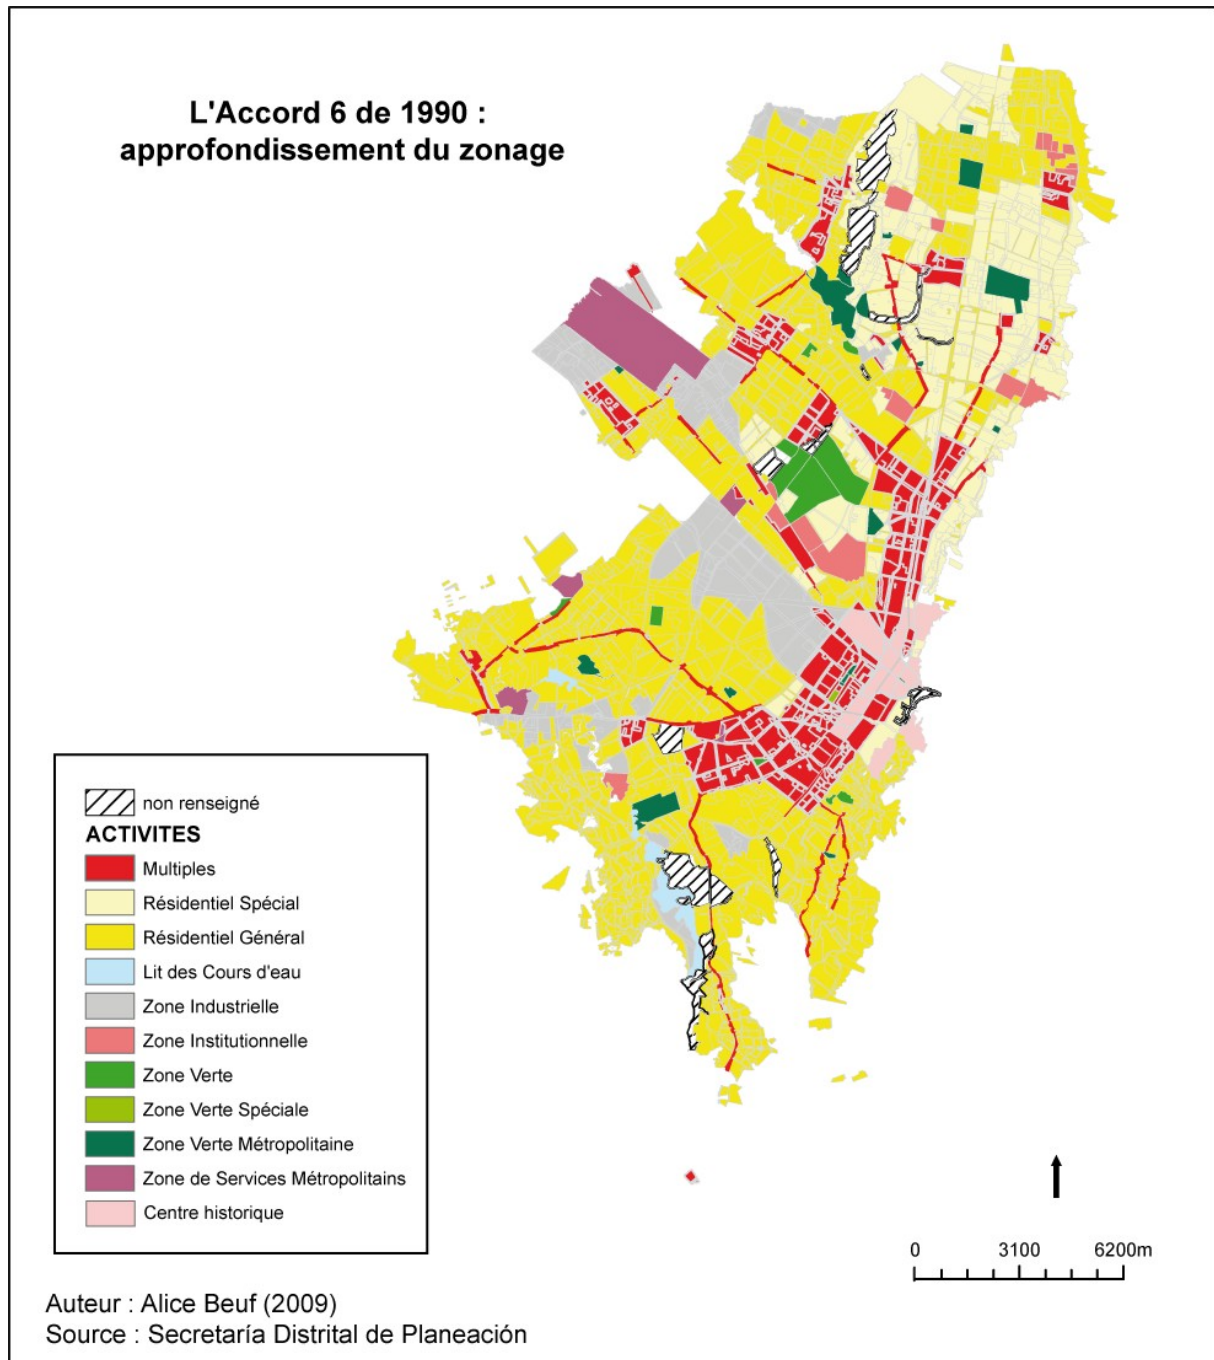 L'Accord 6 de 1990 :
approfondissement du zonage
non renseigné
ACTIVITES
Multiples
Résidentiel Spécial
Résidentiel Général
Lit des Cours d'eau
Zone Industrielle
Zone Institutionnelle
Zone Verte
Zone Verte Spéciale
Zone Verte Métropolitaine
Zone de Services Métropolitains
Centre historique
0 3100 6200m
Auteur : Alice Beuf (2009)
Source : Secretaría Distrital de Planeación